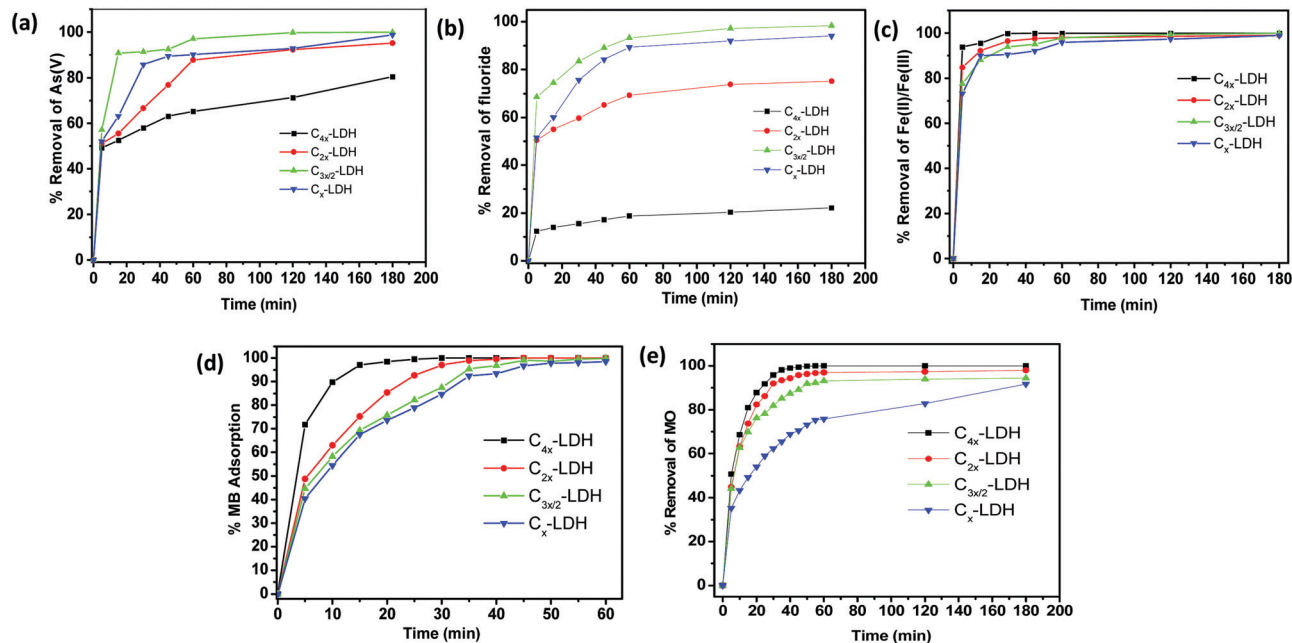 (a)
% Removal of As(V)
100
80
60
40
20
0
C4x-LDH
C2x-LDH
C3x/2-LDH
Cx-LDH
0 20 40 60 80 100 120 140 160 180 200
Time (min)
(b)
% Removal of fluoride
100
80
60
40
20
0
C4x-LDH
C2x-LDH
C3x/2-LDH
Cx-LDH
0 20 40 60 80 100 120 140 160 180 200
Time (min)
(c)
% Removal of Fe(II)/Fe(III)
100
80
60
40
20
0
C4x-LDH
C2x-LDH
C3x/2-LDH
Cx-LDH
0 20 40 60 80 100 120 140 160 180
Time (min)
(d)
% MB Adsorption
100
90
80
70
60
50
40
30
20
10
0
C4x-LDH
C2x-LDH
C3x/2-LDH
Cx-LDH
0 10 20 30 40 50 60
Time (min)
(e)
% Removal of MO
100
80
60
40
20
0
C4x-LDH
C2x-LDH
C3x/2-LDH
Cx-LDH
0 20 40 60 80 100 120 140 160 180 200
Time (min)